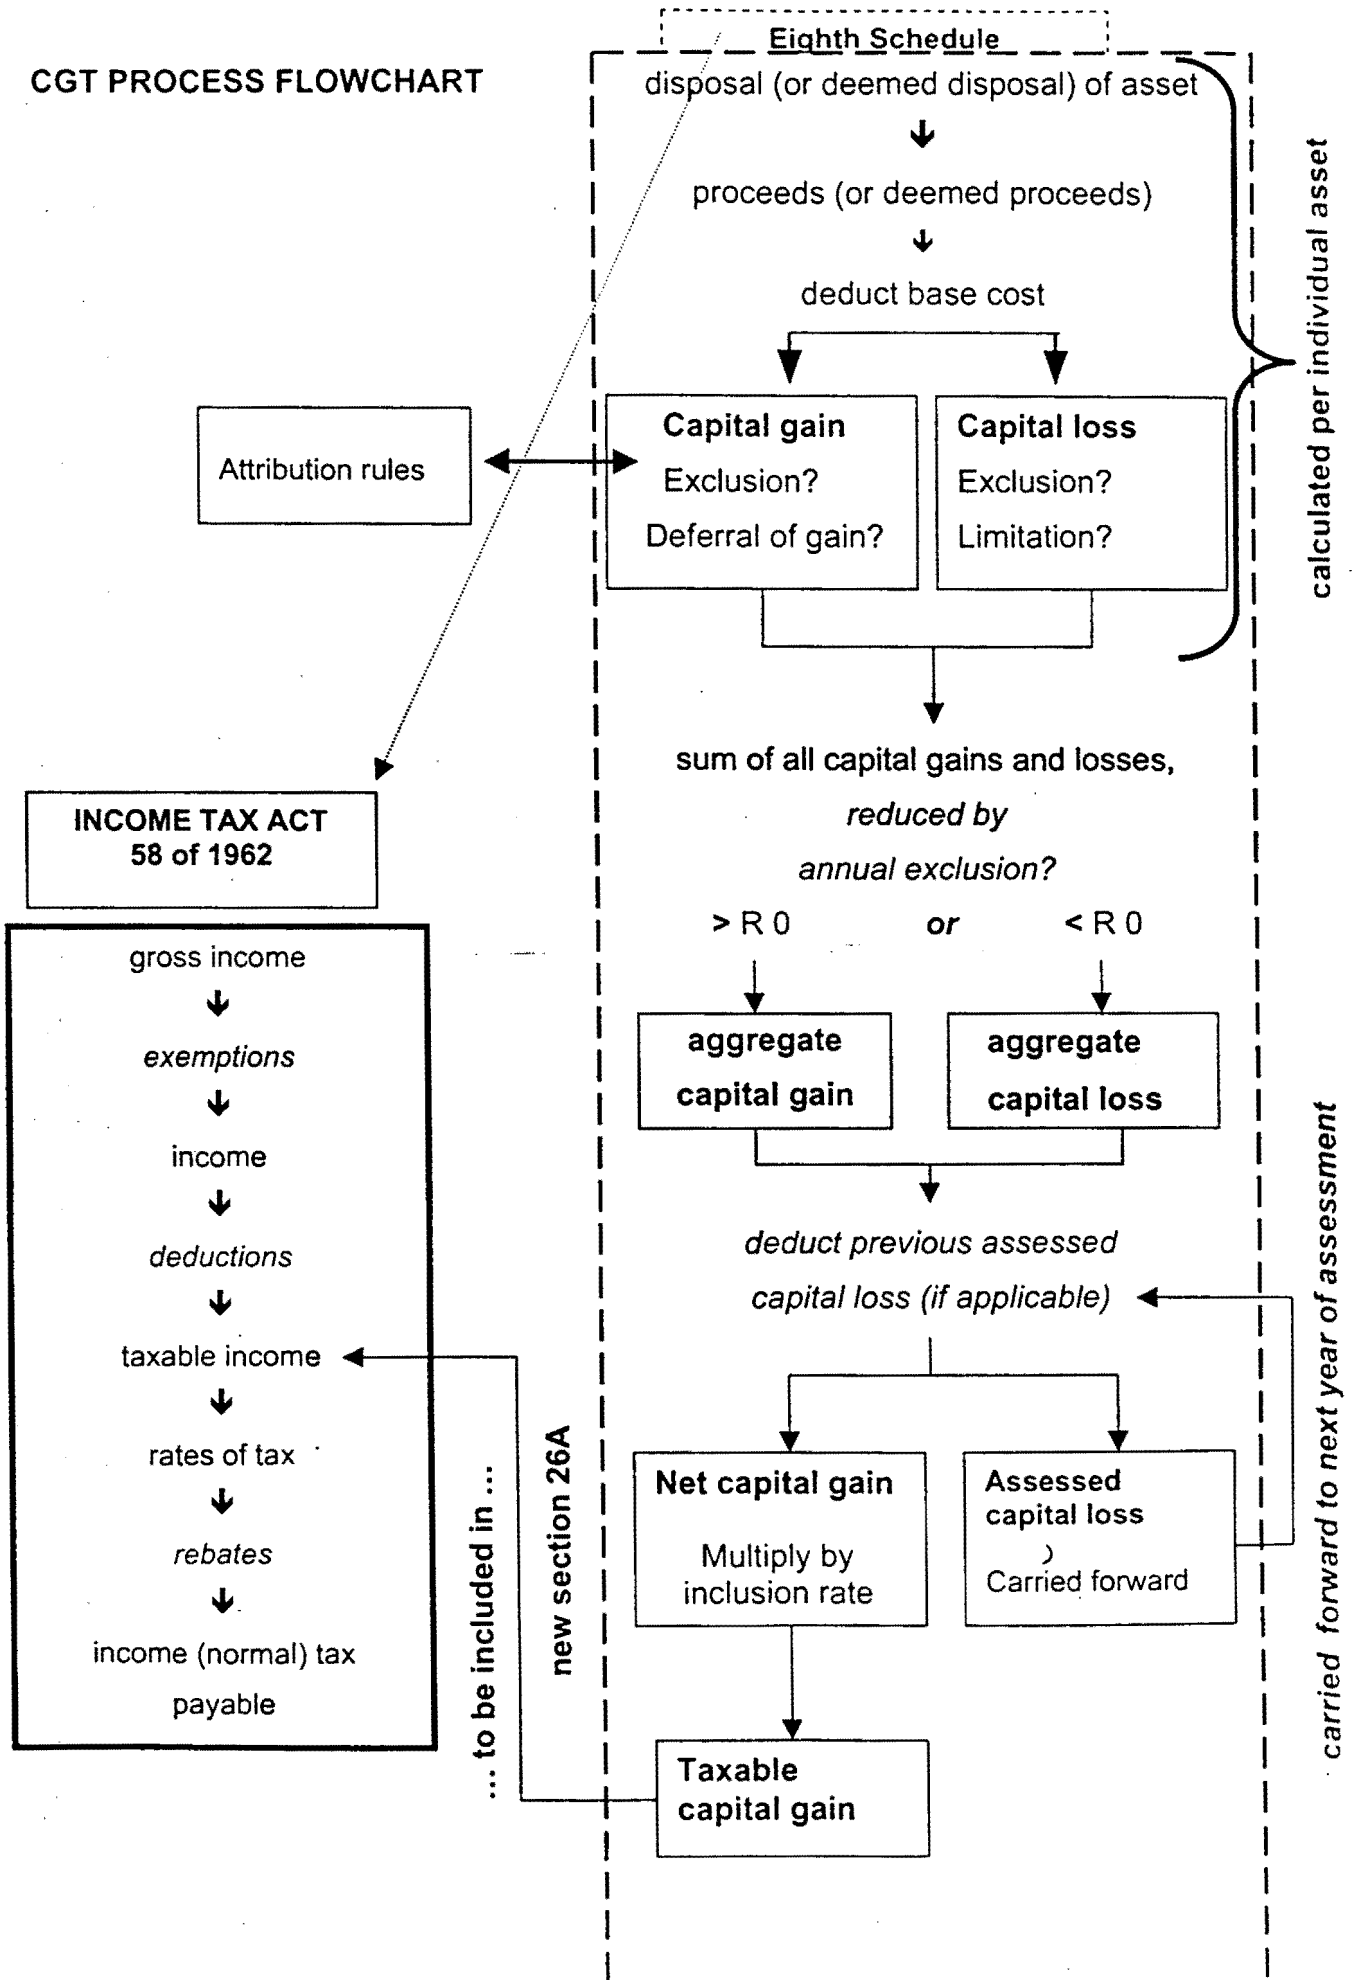 Eighth Schedule
CGT PROCESS FLOWCHART
disposal (or deemed disposal) of asset
proceeds (or deemed proceeds)
deduct base cost
calculated per individual asset
Attribution rules
Capital gain
Exclusion?
Deferral of gain?
Capital loss
Exclusion?
Limitation?
sum of all capital gains and losses,
reduced by
annual exclusion?
> R 0 or < R 0
aggregate
capital gain
aggregate
capital loss
deduct previous assessed
capital loss (if applicable)
carried forward to next year of assessment
Net capital gain
Multiply by
inclusion rate
Assessed
capital loss
Carried forward
Taxable
capital gain
new section 26A
... to be included in ...
INCOME TAX ACT
58 of 1962
gross income
exemptions
income
deductions
taxable income
rates of tax
rebates
income (normal) tax
payable